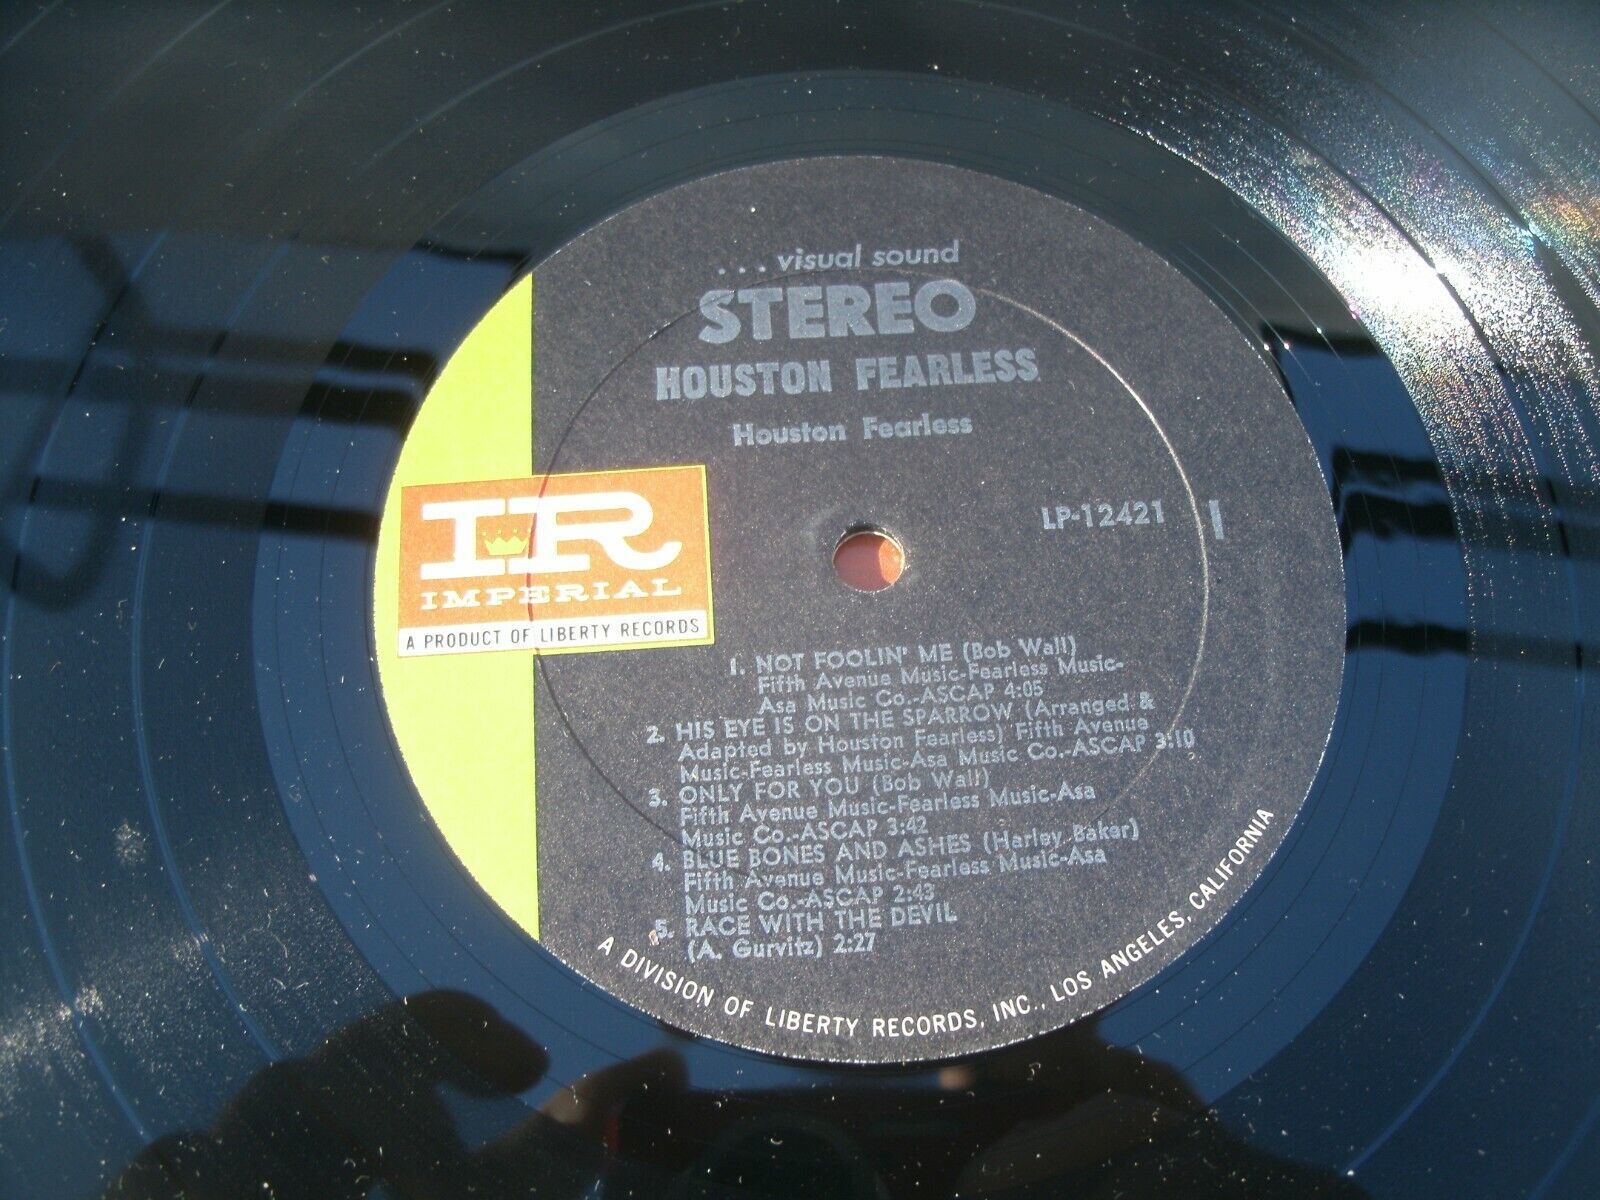 . . . visual sound
STEREO
HOUSTON FEARLESS
Houston Fearless
LP-12421 1
IR
IMPERIAL
A PRODUCT OF LIBERTY RECORDS
1. NOT FOOLIN' ME (Bob Wall)
Fifth Avenue Music-Fearless Music-
Asa Music Co.-ASCAP 4:05
2. HIS EYE IS ON THE SPARROW (Arranged &
Adapted by Houston Fearless) Fifth Avenue
Music-Fearless Music-Asa Music Co.-ASCAP 3:10
3. ONLY FOR YOU (Bob Wall)
Fifth Avenue Music-Fearless Music-Asa
Music Co.-ASCAP 3:42
4. BLUE BONES AND ASHES (Harley Baker)
Fifth Avenue Music-Fearless Music-Asa
Music Co.-ASCAP 2:43
5. RACE WITH THE DEVIL
(A. Gurvitz) 2:27
A DIVISION OF LIBERTY RECORDS, INC., LOS ANGELES, CALIFORNIA